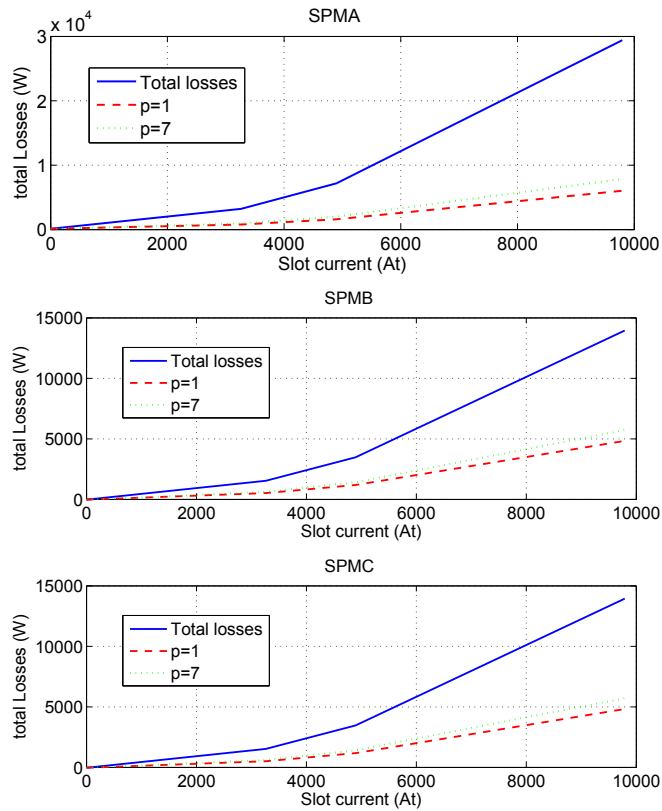 SPMA
x 10⁴
3
2
1
0
total Losses (W)
Total losses
p=1
p=7
0 2000 4000 6000 8000 10000
Slot current (At)
SPMB
15000
10000
5000
0
total Losses (W)
Total losses
p=1
p=7
0 2000 4000 6000 8000 10000
Slot current (At)
SPMC
15000
10000
5000
0
total Losses (W)
Total losses
p=1
p=7
0 2000 4000 6000 8000 10000
Slot current (At)